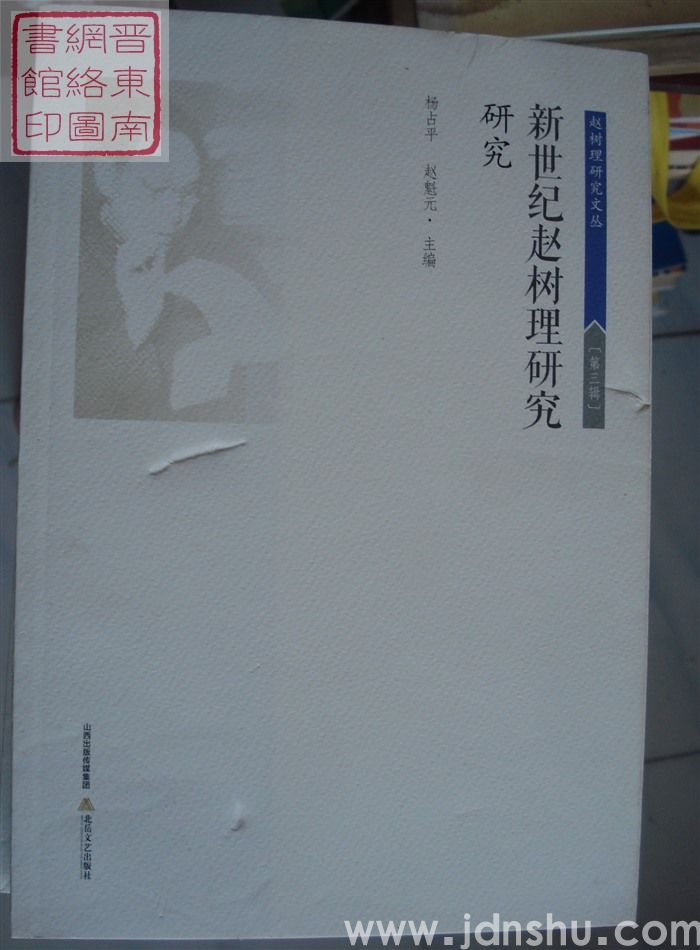 晋東南
網絡圖
書館印
赵树理研究文丛
［第三辑］
新世纪赵树理研究
研究
杨占平 赵魁元·主编
山西出版传媒集团
北岳文艺出版社
www.jdnshu.com